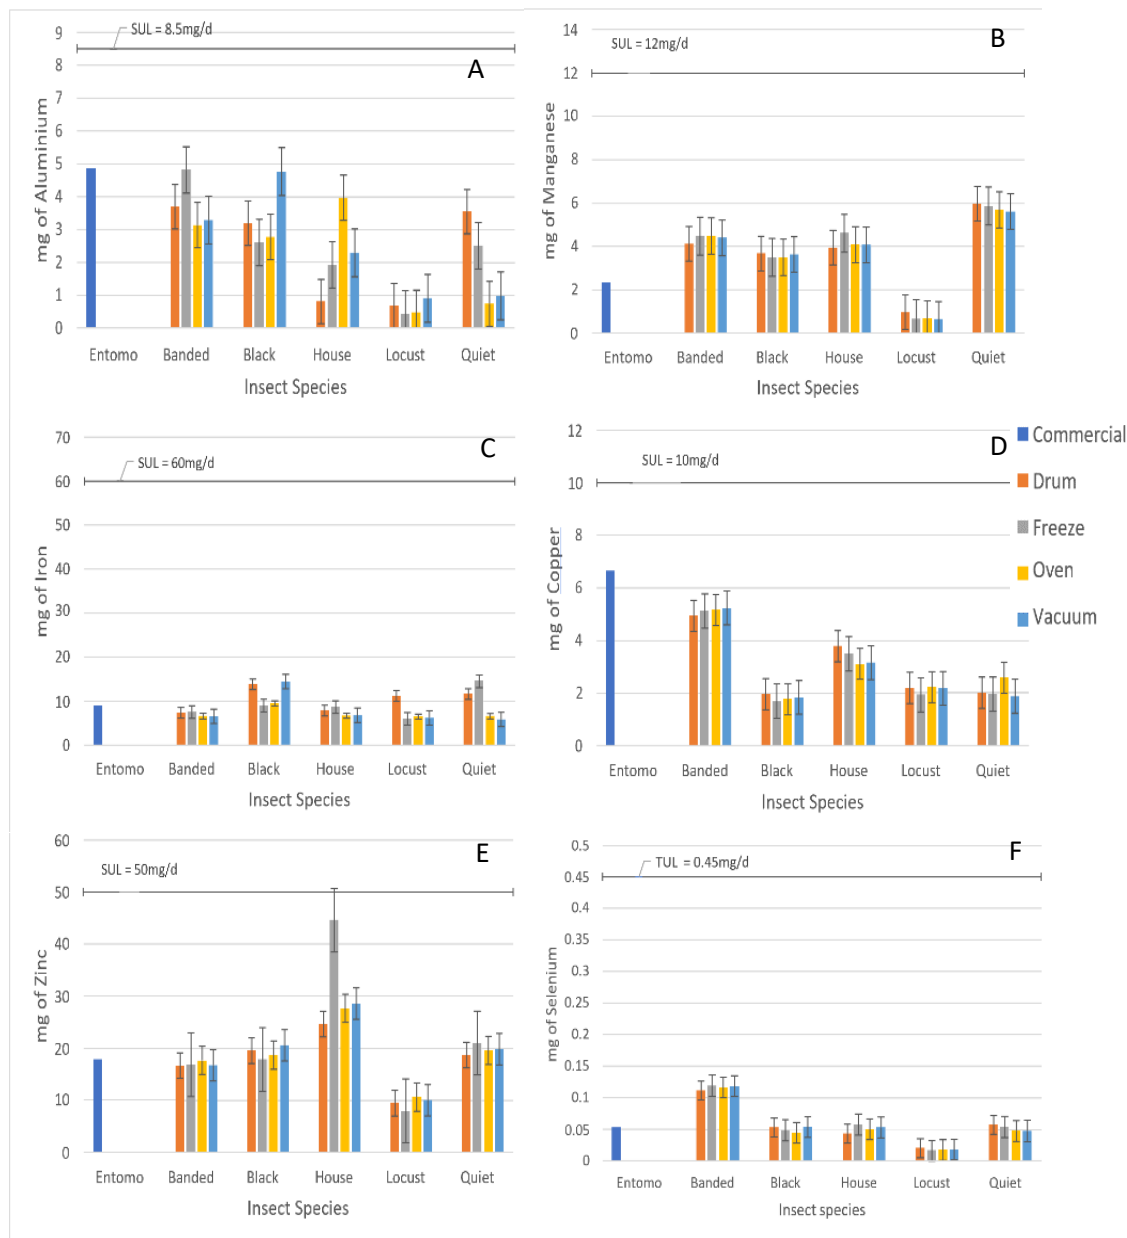 SUL = 8.5mg/d
A
mg of Aluminium
9
8
7
6
5
4
3
2
1
0
Entomo Banded Black House Locust Quiet
Insect Species
SUL = 12mg/d
B
mg of Manganese
14
12
10
8
6
4
2
0
Entomo Banded Black House Locust Quiet
Insect Species
SUL = 60mg/d
C
mg of Iron
70
60
50
40
30
20
10
0
Entomo Banded Black House Locust Quiet
Insect Species
SUL = 10mg/d
D
mg of Copper
12
10
8
6
4
2
0
Entomo Banded Black House Locust Quiet
Insect Species
Commercial
Drum
Freeze
Oven
Vacuum
SUL = 50mg/d
E
mg of Zinc
60
50
40
30
20
10
0
Entomo Banded Black House Locust Quiet
Insect Species
TUL = 0.45mg/d
F
mg of Selenium
0.5
0.45
0.4
0.35
0.3
0.25
0.2
0.15
0.1
0.05
0
Entomo Banded Black House Locust Quiet
Insect species